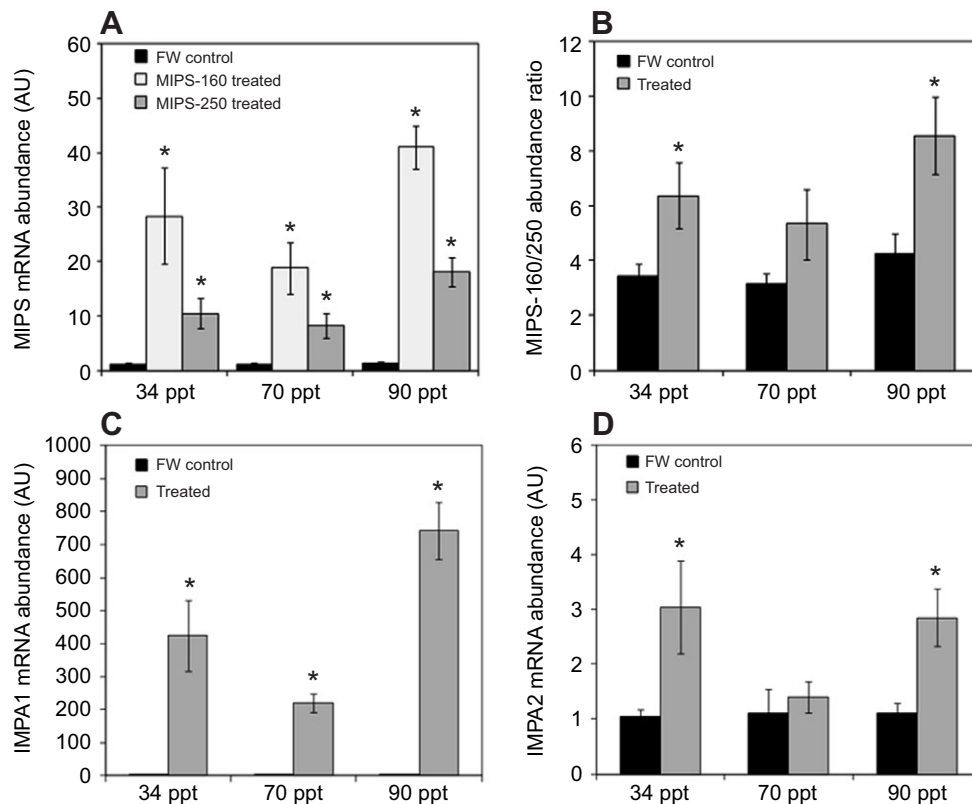 A
MIPS mRNA abundance (AU)
60
50
40
30
20
10
0
FW control
MIPS-160 treated
MIPS-250 treated
*
*
*
*
*
*
34 ppt
70 ppt
90 ppt
B
MIPS-160/250 abundance ratio
12
10
8
6
4
2
0
FW control
Treated
*
*
34 ppt
70 ppt
90 ppt
C
IMPA1 mRNA abundance (AU)
1000
900
800
700
600
500
400
300
200
100
0
FW control
Treated
*
*
*
34 ppt
70 ppt
90 ppt
D
IMPA2 mRNA abundance (AU)
6
5
4
3
2
1
0
FW control
Treated
*
*
34 ppt
70 ppt
90 ppt